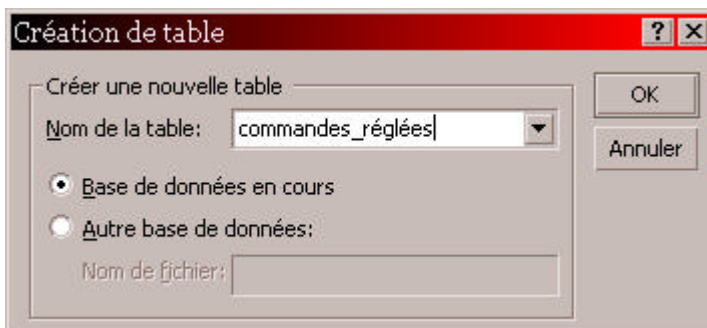 Création de table
Créer une nouvelle table
OK
Nom de la table: commandes_réglées
Annuler
Base de données en cours
Autre base de données:
Nom de fichier: